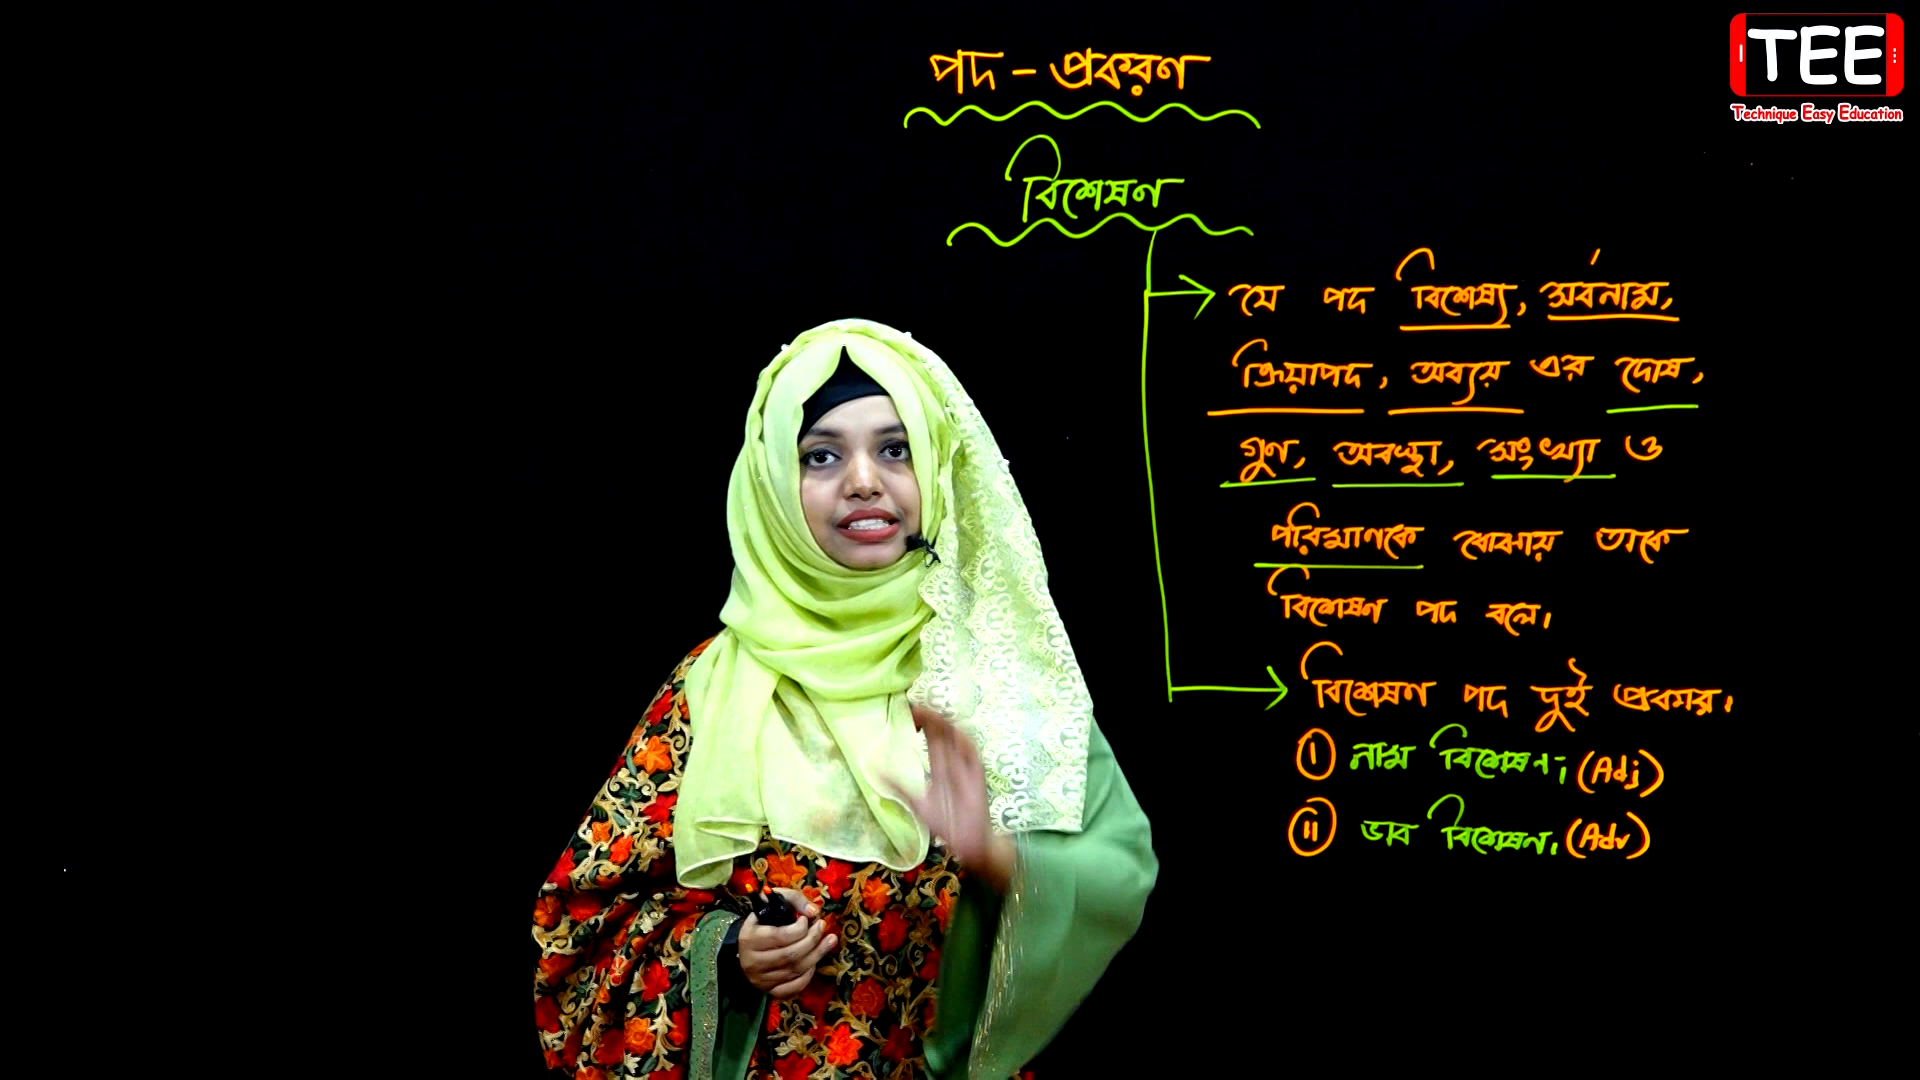 TEE
Technique Easy Education
পদ - প্রকরণ
বিশেষণ
যে পদ বিশেষ্য, সর্বনাম,
ক্রিয়াপদ, অব্যয় এর দোষ,
গুণ, অবস্থা, সংখ্যা ও
পরিমাণকে বোঝায় তাকে
বিশেষণ পদ বলে।
বিশেষণ পদ দুই প্রকার।
i নাম বিশেষণ; (Adj)
ii ভাব বিশেষণ। (Adv)